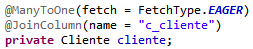 @ManyToOne(fetch = FetchType.EAGER)
@JoinColumn(name = "c_cliente")
private Cliente cliente;